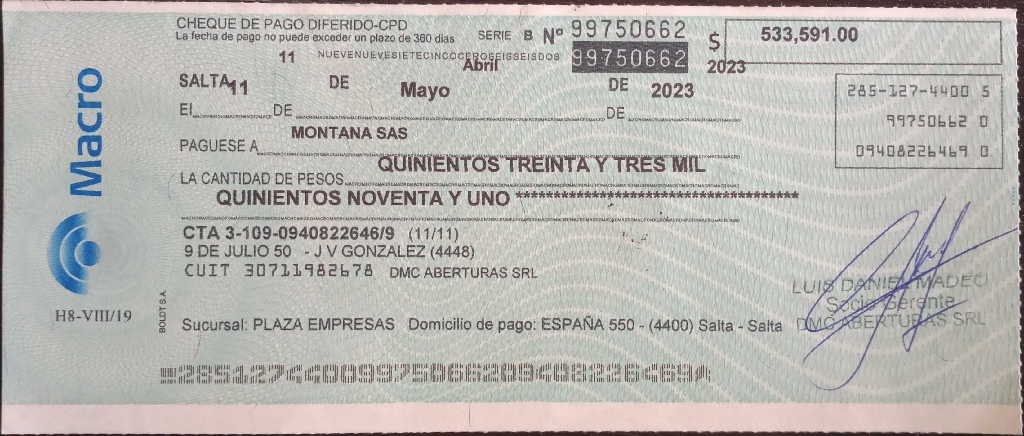 CHEQUE DE PAGO DIFERIDO-CPD
La fecha de pago no puede exceder un plazo de 360 días
SERIE B Nº 99750662
99750662
$ 533,591.00
NUEVENUEVESIETECINCOCEROSEISSEISDOS
11 Abril 2023
SALTA 11 DE Mayo DE 2023
EL DE DE
285-127-4400 5
99750662 0
09408226469 0
PAGUESE A MONTANA SAS
QUINIENTOS TREINTA Y TRES MIL
LA CANTIDAD DE PESOS
QUINIENTOS NOVENTA Y UNO ************************************
CTA 3-109-0940822646/9 (11/11)
9 DE JULIO 50 - J V GONZALEZ (4448)
CUIT 30711982678 DMC ABERTURAS SRL
Sucursal: PLAZA EMPRESAS Domicilio de pago: ESPAÑA 550 - (4400) Salta - Salta
LUIS DANIEL MADEO
Socio Gerente
DMC ABERTURAS SRL
Macro
H8-VIII/19
BOLDT S.A.
28512744009975066209408226469